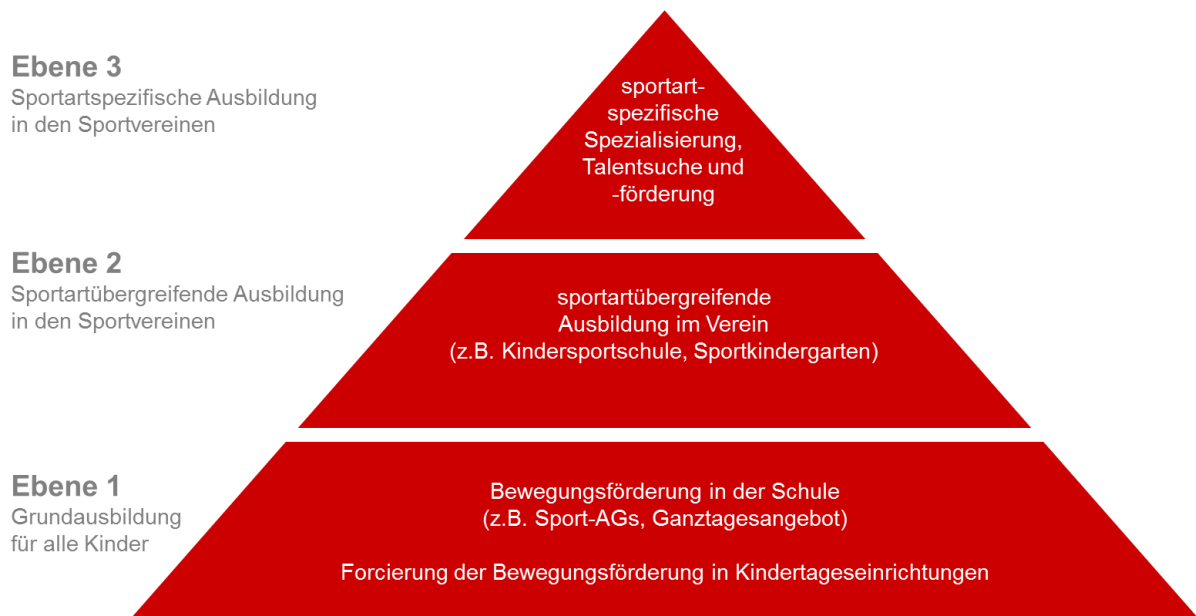 Ebene 3
Sportartspezifische Ausbildung
in den Sportvereinen
sportart-
spezifische
Spezialisierung,
Talentsuche und
-förderung
Ebene 2
Sportartübergreifende Ausbildung
in den Sportvereinen
sportartübergreifende
Ausbildung im Verein
(z.B. Kindersportschule, Sportkindergarten)
Ebene 1
Grundausbildung
für alle Kinder
Bewegungsförderung in der Schule
(z.B. Sport-AGs, Ganztagesangebot)
Forcierung der Bewegungsförderung in Kindertageseinrichtungen